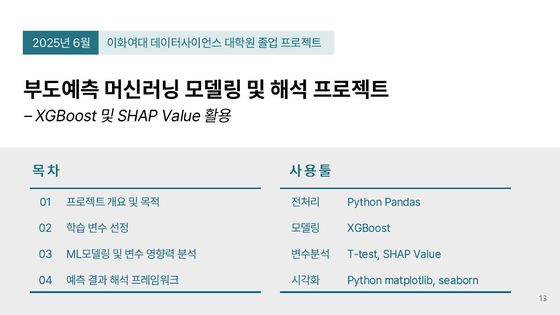 2025년 6월 이화여대 데이터사이언스 대학원 졸업 프로젝트
부도예측 머신러닝 모델링 및 해석 프로젝트
– XGBoost 및 SHAP Value 활용
목차
01 프로젝트 개요 및 목적
02 학습 변수 선정
03 ML모델링 및 변수 영향력 분석
04 예측 결과 해석 프레임워크
사용툴
전처리 Python Pandas
모델링 XGBoost
변수분석 T-test, SHAP Value
시각화 Python matplotlib, seaborn
13